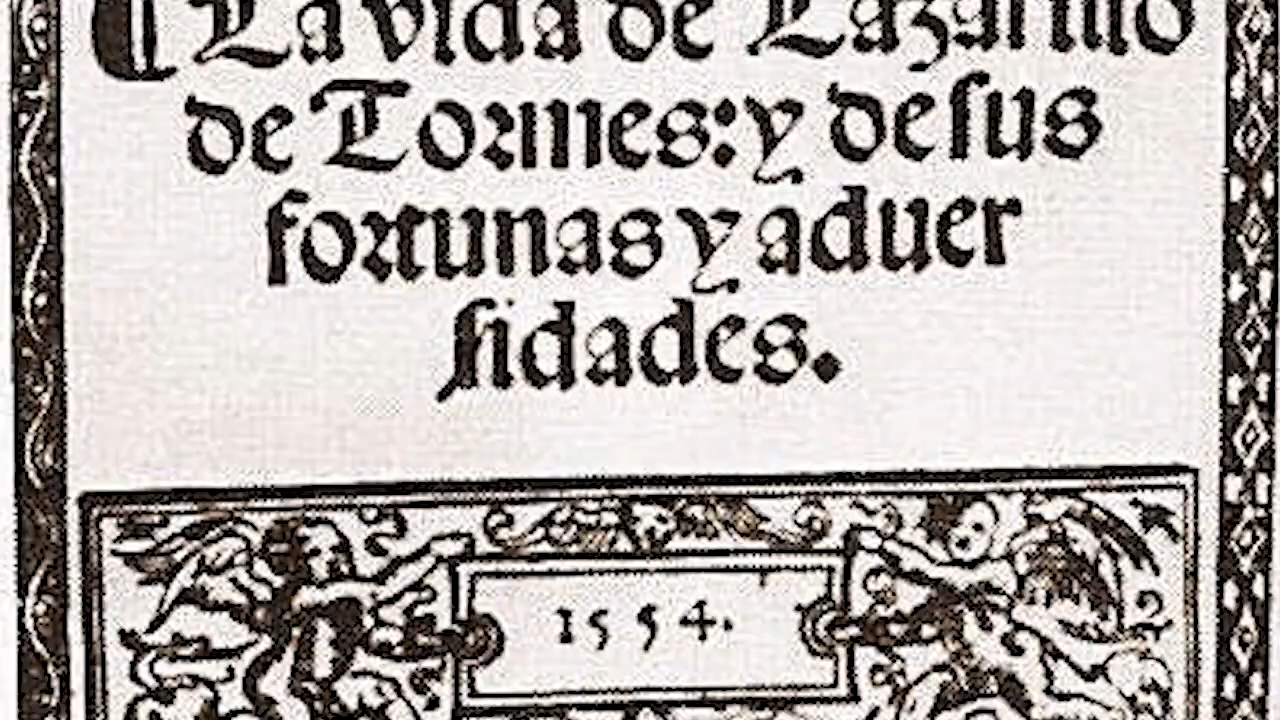 La vida de Lazarillo
de Tormes: y de sus
fortunas y aduer
sidades.
1554.